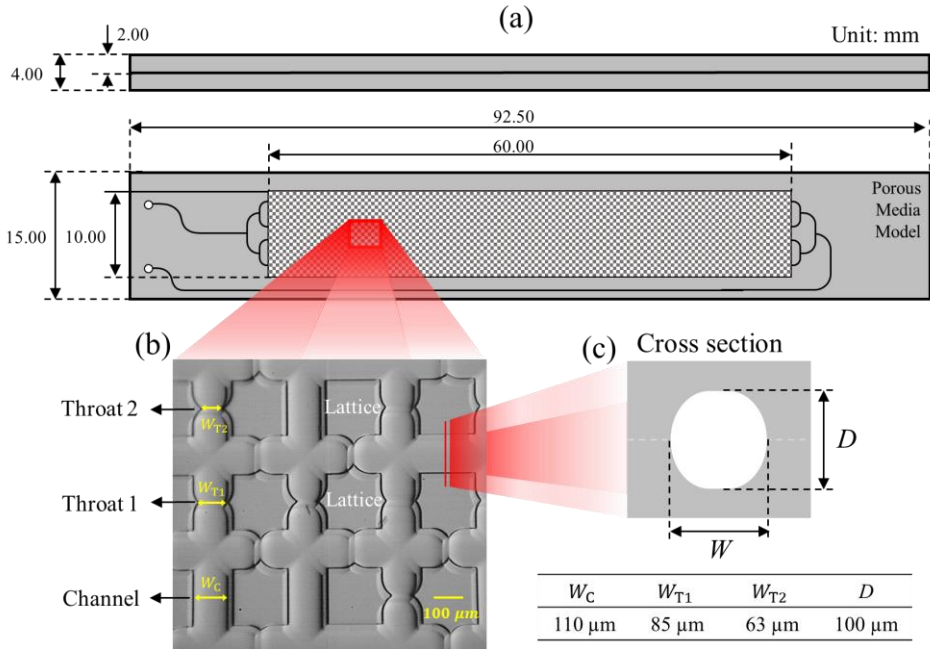 (a)
Unit: mm
2.00
4.00
92.50
60.00
15.00
10.00
Porous
Media
Model
(b)
Throat 2
W_T2
Lattice
Throat 1
W_T1
Lattice
Channel
W_C
100 μm
(c)
Cross section
D
W
W_C W_T1 W_T2 D
110 μm 85 μm 63 μm 100 μm